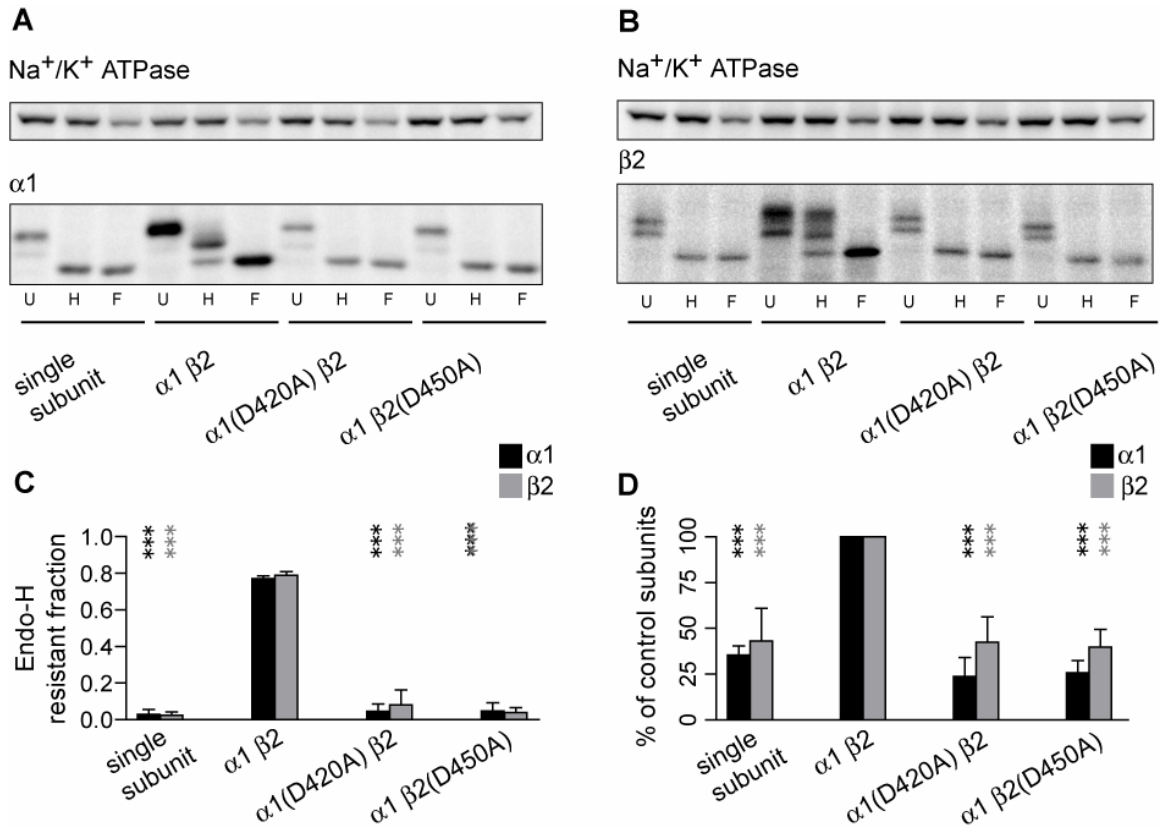 A
Na+/K+ ATPase
α1
U H F U H F U H F U H F
single subunit
α1 β2
α1(D420A) β2
α1 β2(D450A)
B
Na+/K+ ATPase
β2
U H F U H F U H F U H F
single subunit
α1 β2
α1(D420A) β2
α1 β2(D450A)
C
α1
β2
Endo-H
resistant fraction
1.0
0.8
0.6
0.4
0.2
0.0
*** *** *** *** ***
single
subunit
α1 β2
α1(D420A) β2
α1 β2(D450A)
D
α1
β2
% of control subunits
100
75
50
25
0
*** *** *** *** *** ***
single
subunit
α1 β2
α1(D420A) β2
α1 β2(D450A)